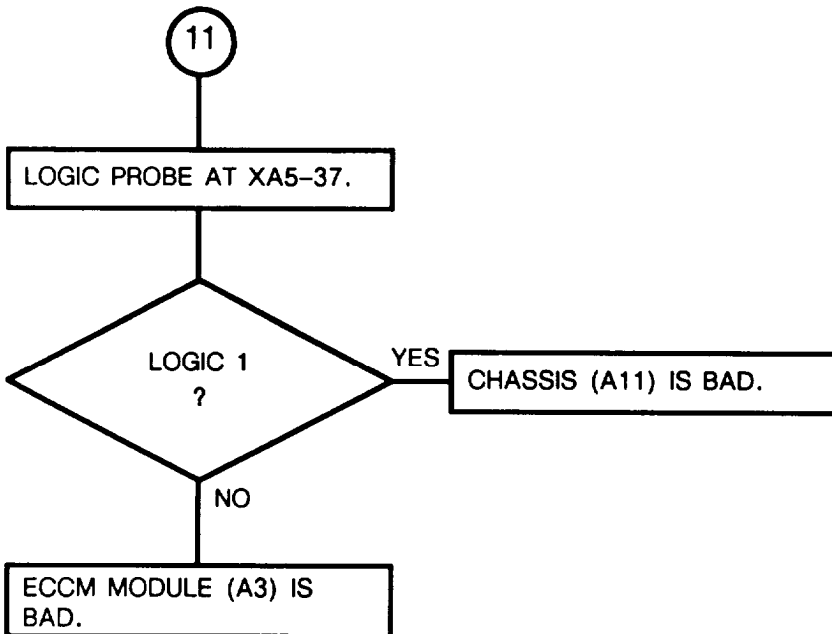 11
LOGIC PROBE AT XA5–37.
LOGIC 1
?
YES
CHASSIS (A11) IS BAD.
NO
ECCM MODULE (A3) IS
BAD.